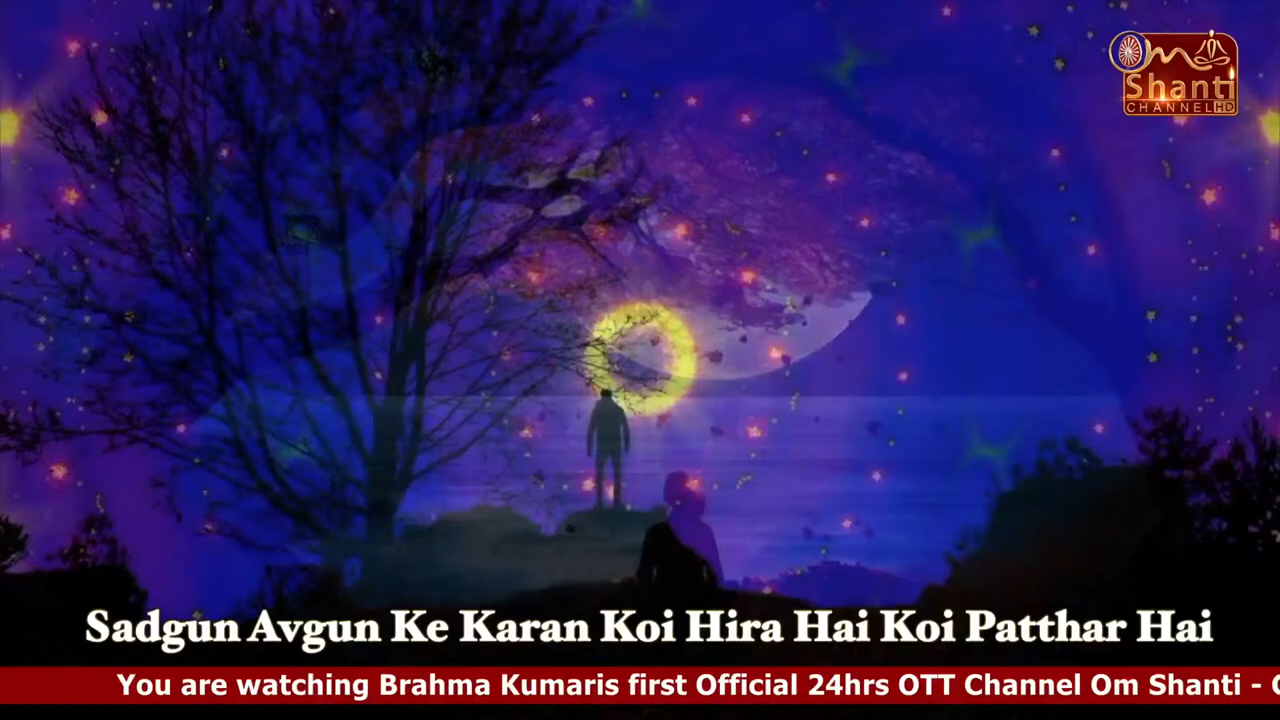 Om
Shanti
CHANNEL HD
Sadgun Avgun Ke Karan Koi Hira Hai Koi Patthar Hai
You are watching Brahma Kumaris first Official 24hrs OTT Channel Om Shanti -